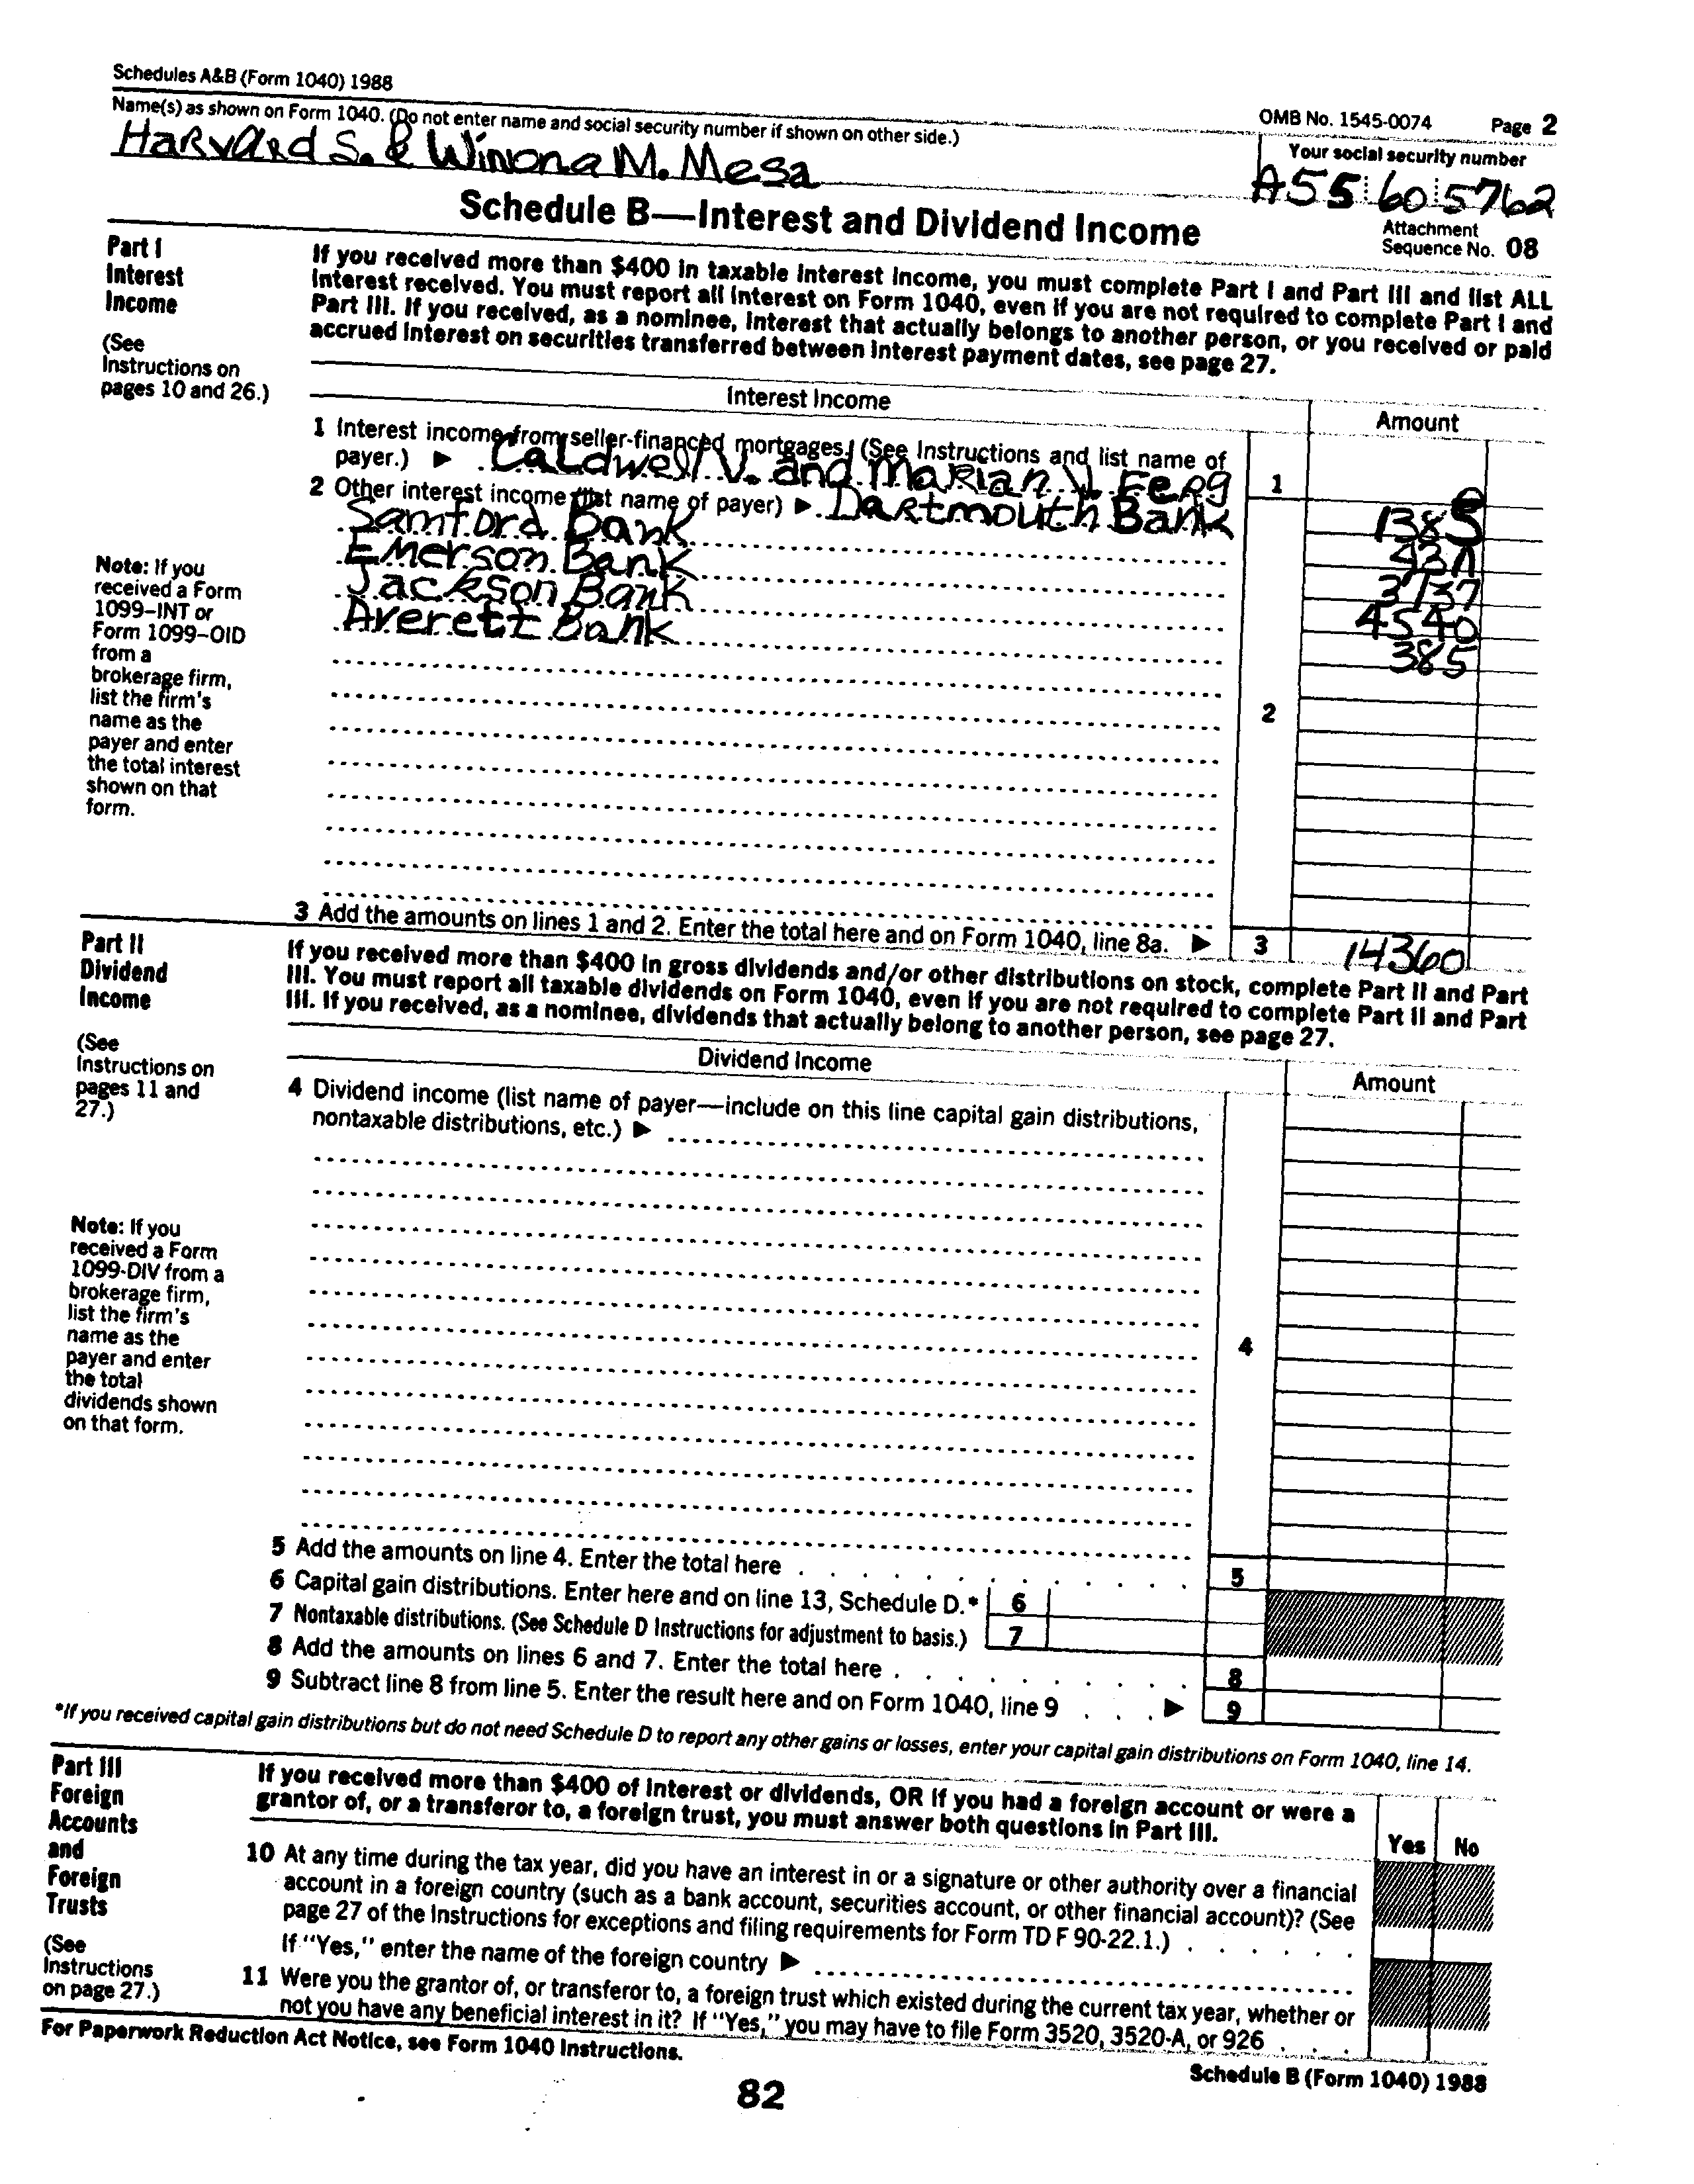 Schedules A&B (Form 1040) 1988
OMB No. 1545-0074 Page 2
Name(s) as shown on Form 1040. (Do not enter name and social security number if shown on other side.)
Your social security number
Harvard S. & Winona M. Mesa
A55 60 5762
Schedule B—Interest and Dividend Income
Attachment
Sequence No. 08
Part I
Interest
Income
(See
Instructions on
pages 10 and 26.)
If you received more than $400 in taxable interest income, you must complete Part I and Part III and list ALL
interest received. You must report all interest on Form 1040, even if you are not required to complete Part I and
Part III. If you received, as a nominee, interest that actually belongs to another person, or you received or paid
accrued interest on securities transferred between interest payment dates, see page 27.
Interest Income
Amount
1 Interest income from seller-financed mortgages. (See Instructions and list name of
payer.) ► Caldwell V. and Marian V. Ferg 1
2 Other interest income (list name of payer) ► Dartmouth Bank 1385
Samford Bank
Emerson Bank 3737
Jackson Bank 4540
Averett Bank 385
2
Note: If you
received a Form
1099–INT or
Form 1099–OID
from a
brokerage firm,
list the firm's
name as the
payer and enter
the total interest
shown on that
form.
3 Add the amounts on lines 1 and 2. Enter the total here and on Form 1040, line 8a. ► 3 14360
Part II
Dividend
Income
(See
Instructions on
pages 11 and
27.)
If you received more than $400 in gross dividends and/or other distributions on stock, complete Part II and Part
III. You must report all taxable dividends on Form 1040, even if you are not required to complete Part II and Part
III. If you received, as a nominee, dividends that actually belong to another person, see page 27.
Dividend Income
Amount
4 Dividend income (list name of payer—include on this line capital gain distributions,
nontaxable distributions, etc.) ►
4
Note: If you
received a Form
1099-DIV from a
brokerage firm,
list the firm's
name as the
payer and enter
the total
dividends shown
on that form.
5 Add the amounts on line 4. Enter the total here . . . . . . . . . . . . 5
6 Capital gain distributions. Enter here and on line 13, Schedule D.* 6
7 Nontaxable distributions. (See Schedule D Instructions for adjustment to basis.) 7
8 Add the amounts on lines 6 and 7. Enter the total here . . . . . . . . . . 8
9 Subtract line 8 from line 5. Enter the result here and on Form 1040, line 9 . . . ► 9
*If you received capital gain distributions but do not need Schedule D to report any other gains or losses, enter your capital gain distributions on Form 1040, line 14.
Part III
Foreign
Accounts
and
Foreign
Trusts
(See
Instructions
on page 27.)
If you received more than $400 of interest or dividends, OR if you had a foreign account or were a
grantor of, or a transferor to, a foreign trust, you must answer both questions in Part III.
Yes No
10 At any time during the tax year, did you have an interest in or a signature or other authority over a financial
account in a foreign country (such as a bank account, securities account, or other financial account)? (See
page 27 of the Instructions for exceptions and filing requirements for Form TD F 90-22.1.) . . . . . .
If "Yes," enter the name of the foreign country ►
11 Were you the grantor of, or transferor to, a foreign trust which existed during the current tax year, whether or
not you have any beneficial interest in it? If "Yes," you may have to file Form 3520, 3520-A, or 926 . . .
For Paperwork Reduction Act Notice, see Form 1040 Instructions.
Schedule B (Form 1040) 1988
82